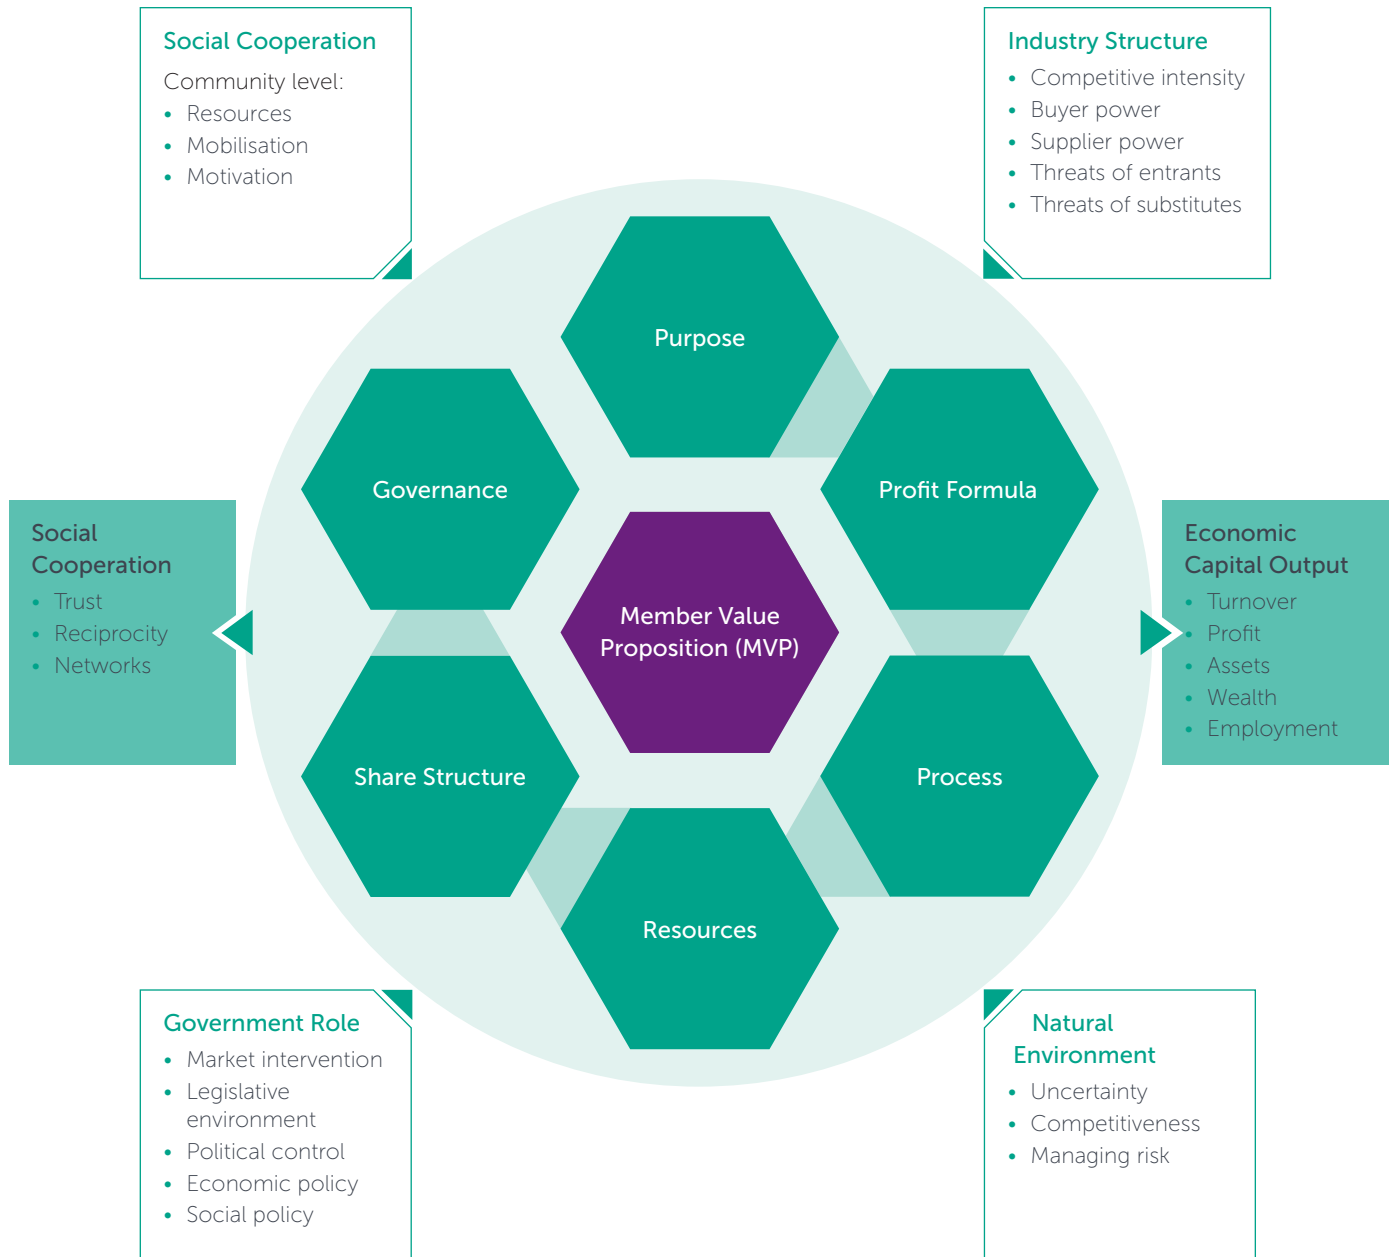 Social Cooperation
Community level:
• Resources
• Mobilisation
• Motivation
Industry Structure
• Competitive intensity
• Buyer power
• Supplier power
• Threats of entrants
• Threats of substitutes
Purpose
Governance
Profit Formula
Social
Cooperation
• Trust
• Reciprocity
• Networks
Member Value
Proposition (MVP)
Economic
Capital Output
• Turnover
• Profit
• Assets
• Wealth
• Employment
Share Structure
Process
Resources
Government Role
• Market intervention
• Legislative
environment
• Political control
• Economic policy
• Social policy
Natural
Environment
• Uncertainty
• Competitiveness
• Managing risk